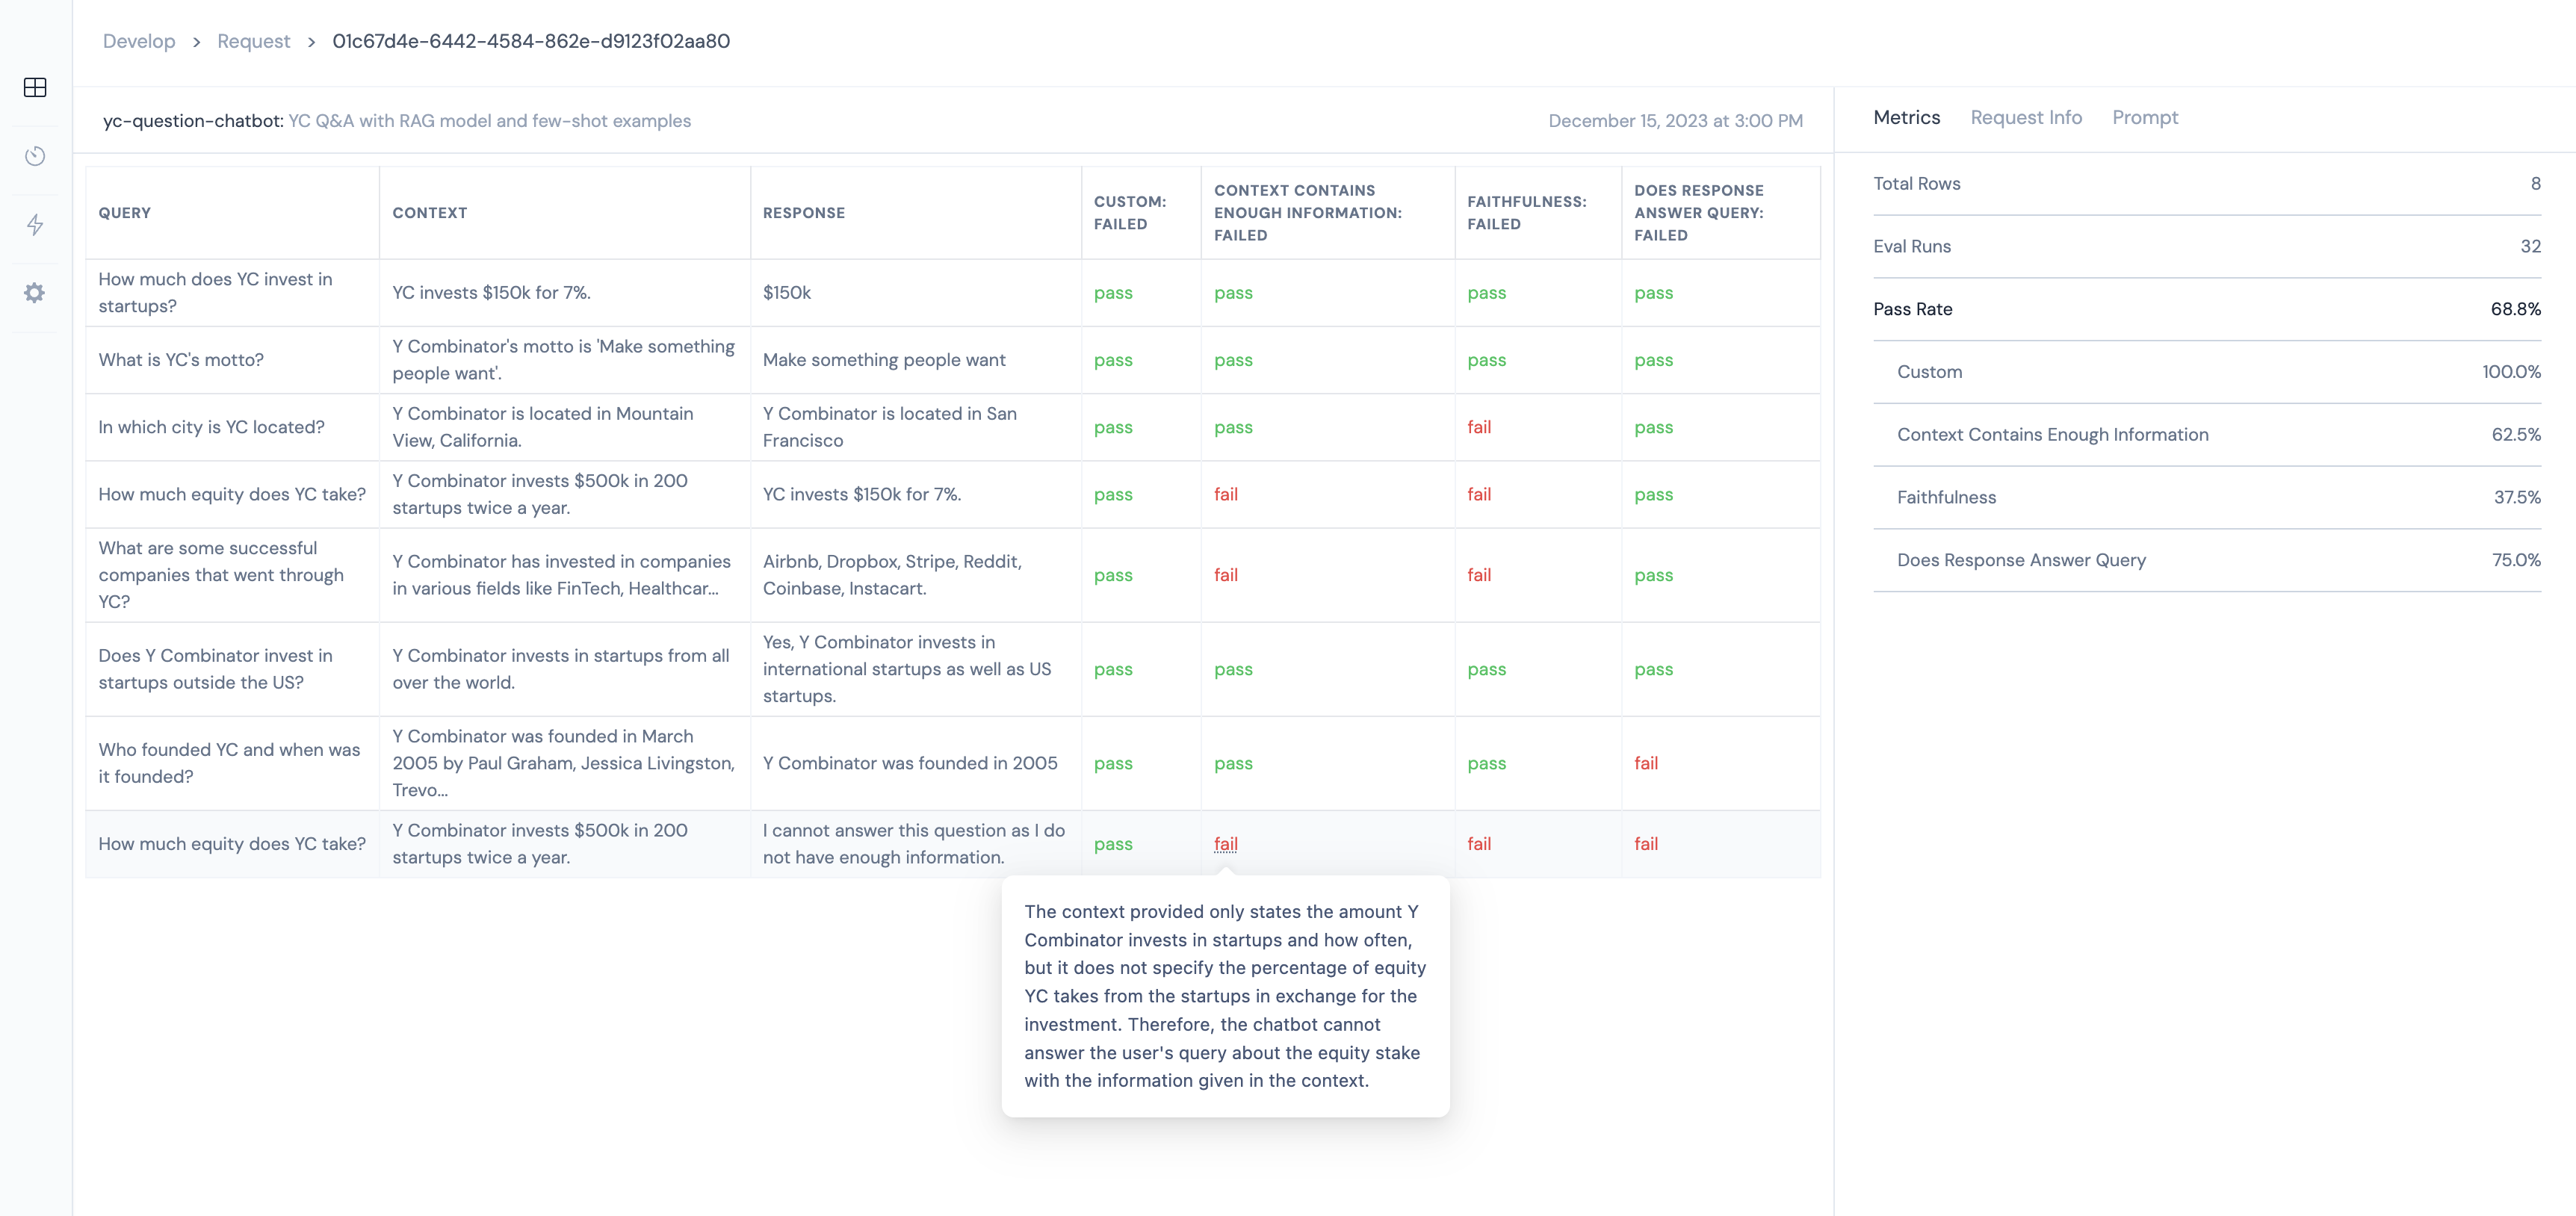 Develop > Request > 01c67d4e-6442-4584-862e-d9123f02aa80
yc-question-chatbot: YC Q&A with RAG model and few-shot examples
December 15, 2023 at 3:00 PM
QUERY
CONTEXT
RESPONSE
CUSTOM:
FAILED
CONTEXT CONTAINS
ENOUGH INFORMATION:
FAILED
FAITHFULNESS:
FAILED
DOES RESPONSE
ANSWER QUERY:
FAILED
How much does YC invest in
startups?
YC invests $150k for 7%.
$150k
pass
pass
pass
pass
What is YC's motto?
Y Combinator's motto is 'Make something
people want'.
Make something people want
pass
pass
pass
pass
In which city is YC located?
Y Combinator is located in Mountain
View, California.
Y Combinator is located in San
Francisco
pass
pass
fail
pass
How much equity does YC take?
Y Combinator invests $500k in 200
startups twice a year.
YC invests $150k for 7%.
pass
fail
fail
pass
What are some successful
companies that went through
YC?
Y Combinator has invested in companies
in various fields like FinTech, Healthcar...
Airbnb, Dropbox, Stripe, Reddit,
Coinbase, Instacart.
pass
fail
fail
pass
Does Y Combinator invest in
startups outside the US?
Y Combinator invests in startups from all
over the world.
Yes, Y Combinator invests in
international startups as well as US
startups.
pass
pass
pass
pass
Who founded YC and when was
it founded?
Y Combinator was founded in March
2005 by Paul Graham, Jessica Livingston,
Trevo...
Y Combinator was founded in 2005
pass
pass
pass
fail
How much equity does YC take?
Y Combinator invests $500k in 200
startups twice a year.
I cannot answer this question as I do
not have enough information.
pass
fail
fail
fail
The context provided only states the amount Y
Combinator invests in startups and how often,
but it does not specify the percentage of equity
YC takes from the startups in exchange for the
investment. Therefore, the chatbot cannot
answer the user's query about the equity stake
with the information given in the context.
Metrics
Request Info
Prompt
Total Rows 8
Eval Runs 32
Pass Rate 68.8%
Custom 100.0%
Context Contains Enough Information 62.5%
Faithfulness 37.5%
Does Response Answer Query 75.0%